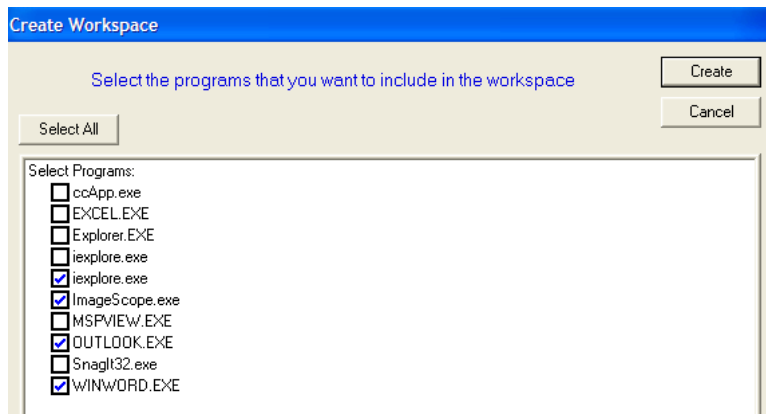 Create Workspace
Select the programs that you want to include in the workspace
Create
Cancel
Select All
Select Programs:
ccApp.exe
EXCEL.EXE
Explorer.EXE
iexplore.exe
iexplore.exe
ImageScope.exe
MSPVIEW.EXE
OUTLOOK.EXE
SnagIt32.exe
WINWORD.EXE